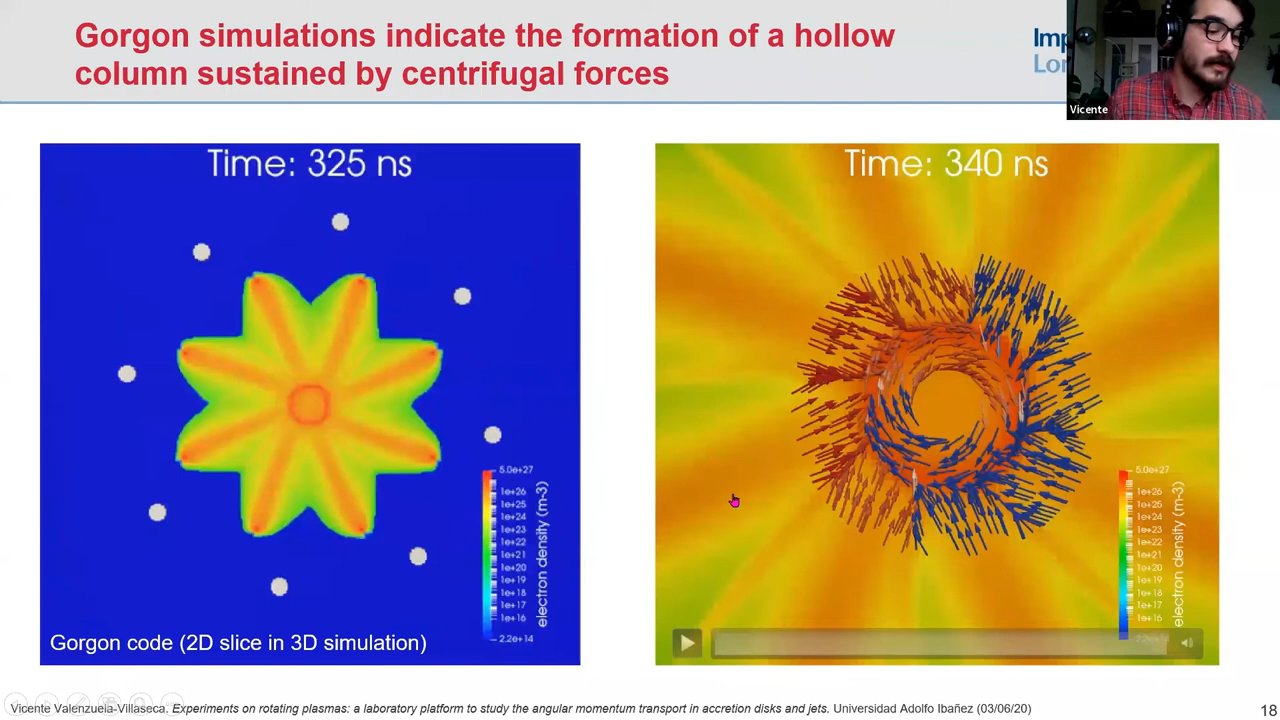 Gorgon simulations indicate the formation of a hollow
column sustained by centrifugal forces
Imp
Lon
Vicente
Time: 325 ns
5.0e+27
1e+26
1e+25
1e+24
1e+23
1e+22
1e+21
1e+20
1e+19
1e+18
1e+17
1e+16
2.2e+14
electron density (m-3)
Gorgon code (2D slice in 3D simulation)
Time: 340 ns
5.0e+27
1e+26
1e+25
1e+24
1e+23
1e+22
1e+21
1e+20
1e+19
1e+18
1e+17
1e+16
electron density (m-3)
Vicente Valenzuela-Villaseca. Experiments on rotating plasmas: a laboratory platform to study the angular momentum transport in accretion disks and jets. Universidad Adolfo Ibañez (03/06/20)
18